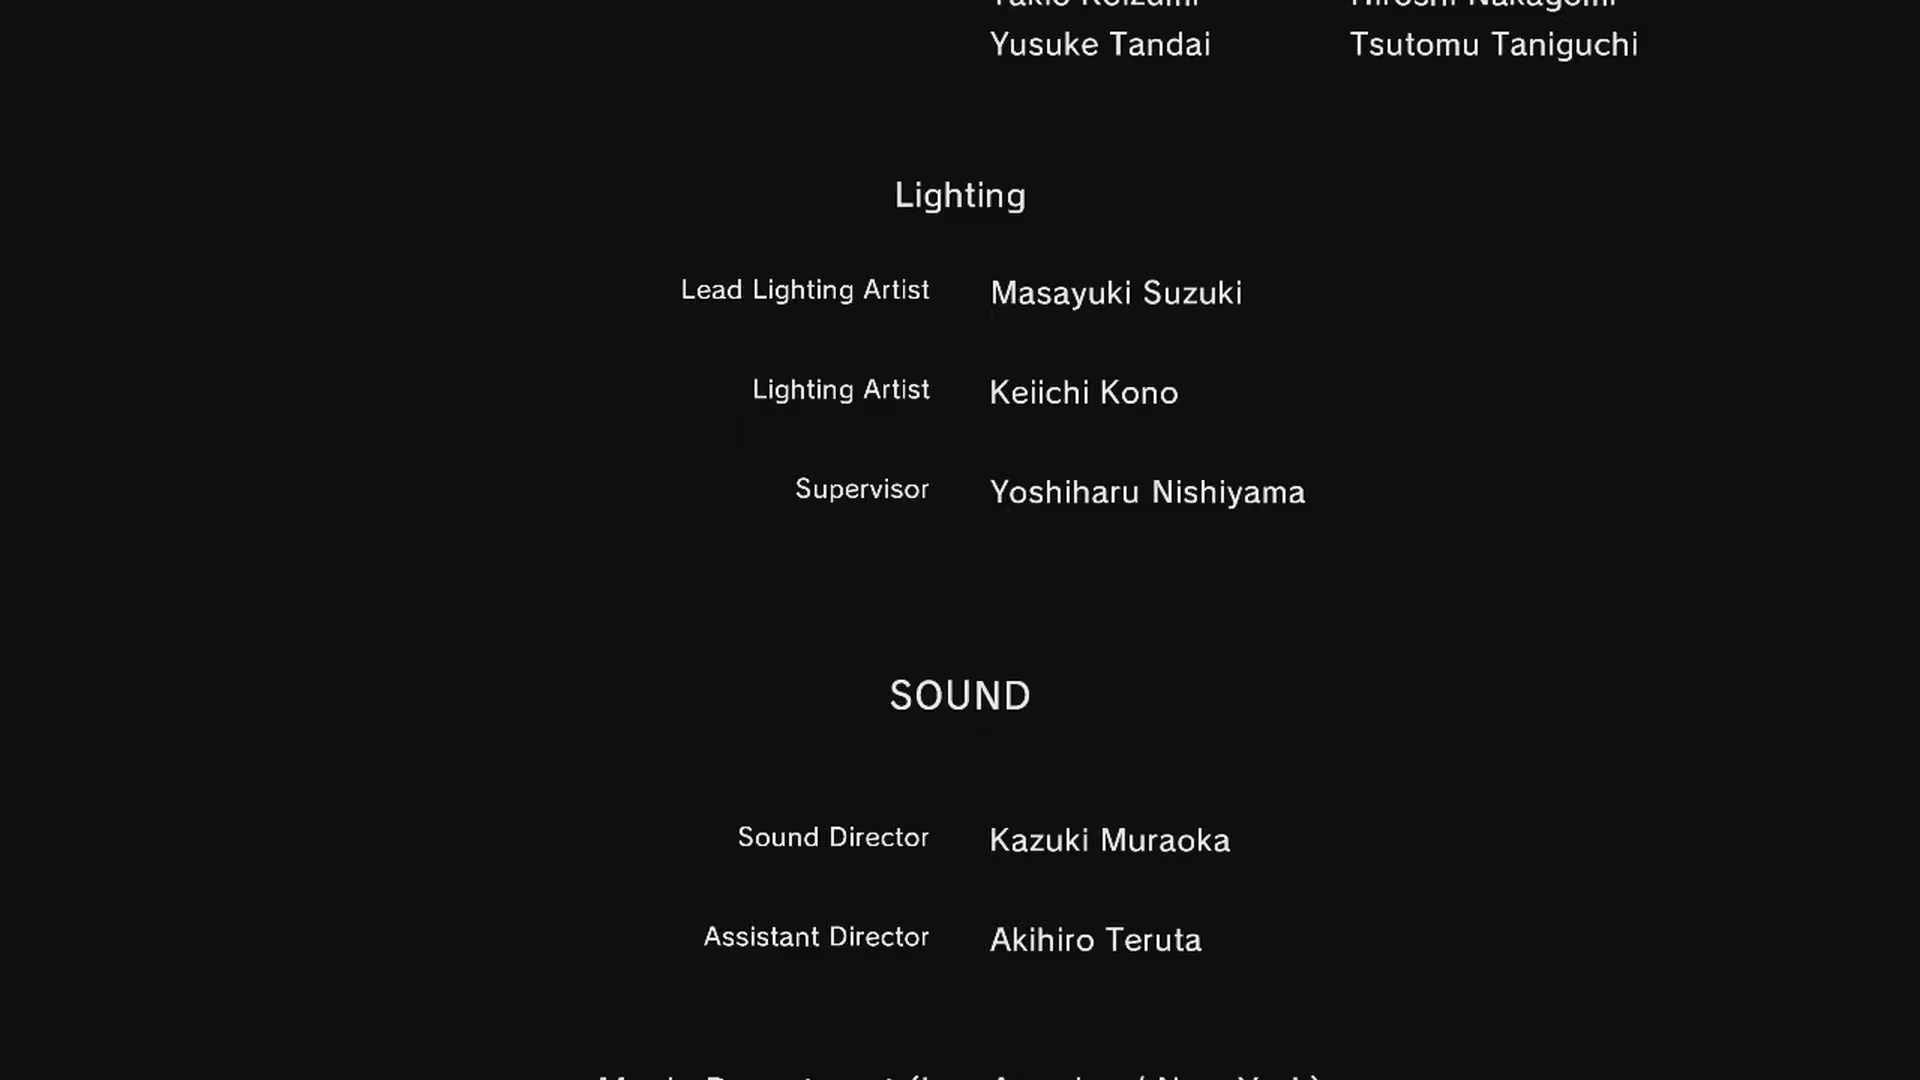 Yusuke Tandai Tsutomu Taniguchi
Lighting
Lead Lighting Artist Masayuki Suzuki
Lighting Artist Keiichi Kono
Supervisor Yoshiharu Nishiyama
SOUND
Sound Director Kazuki Muraoka
Assistant Director Akihiro Teruta